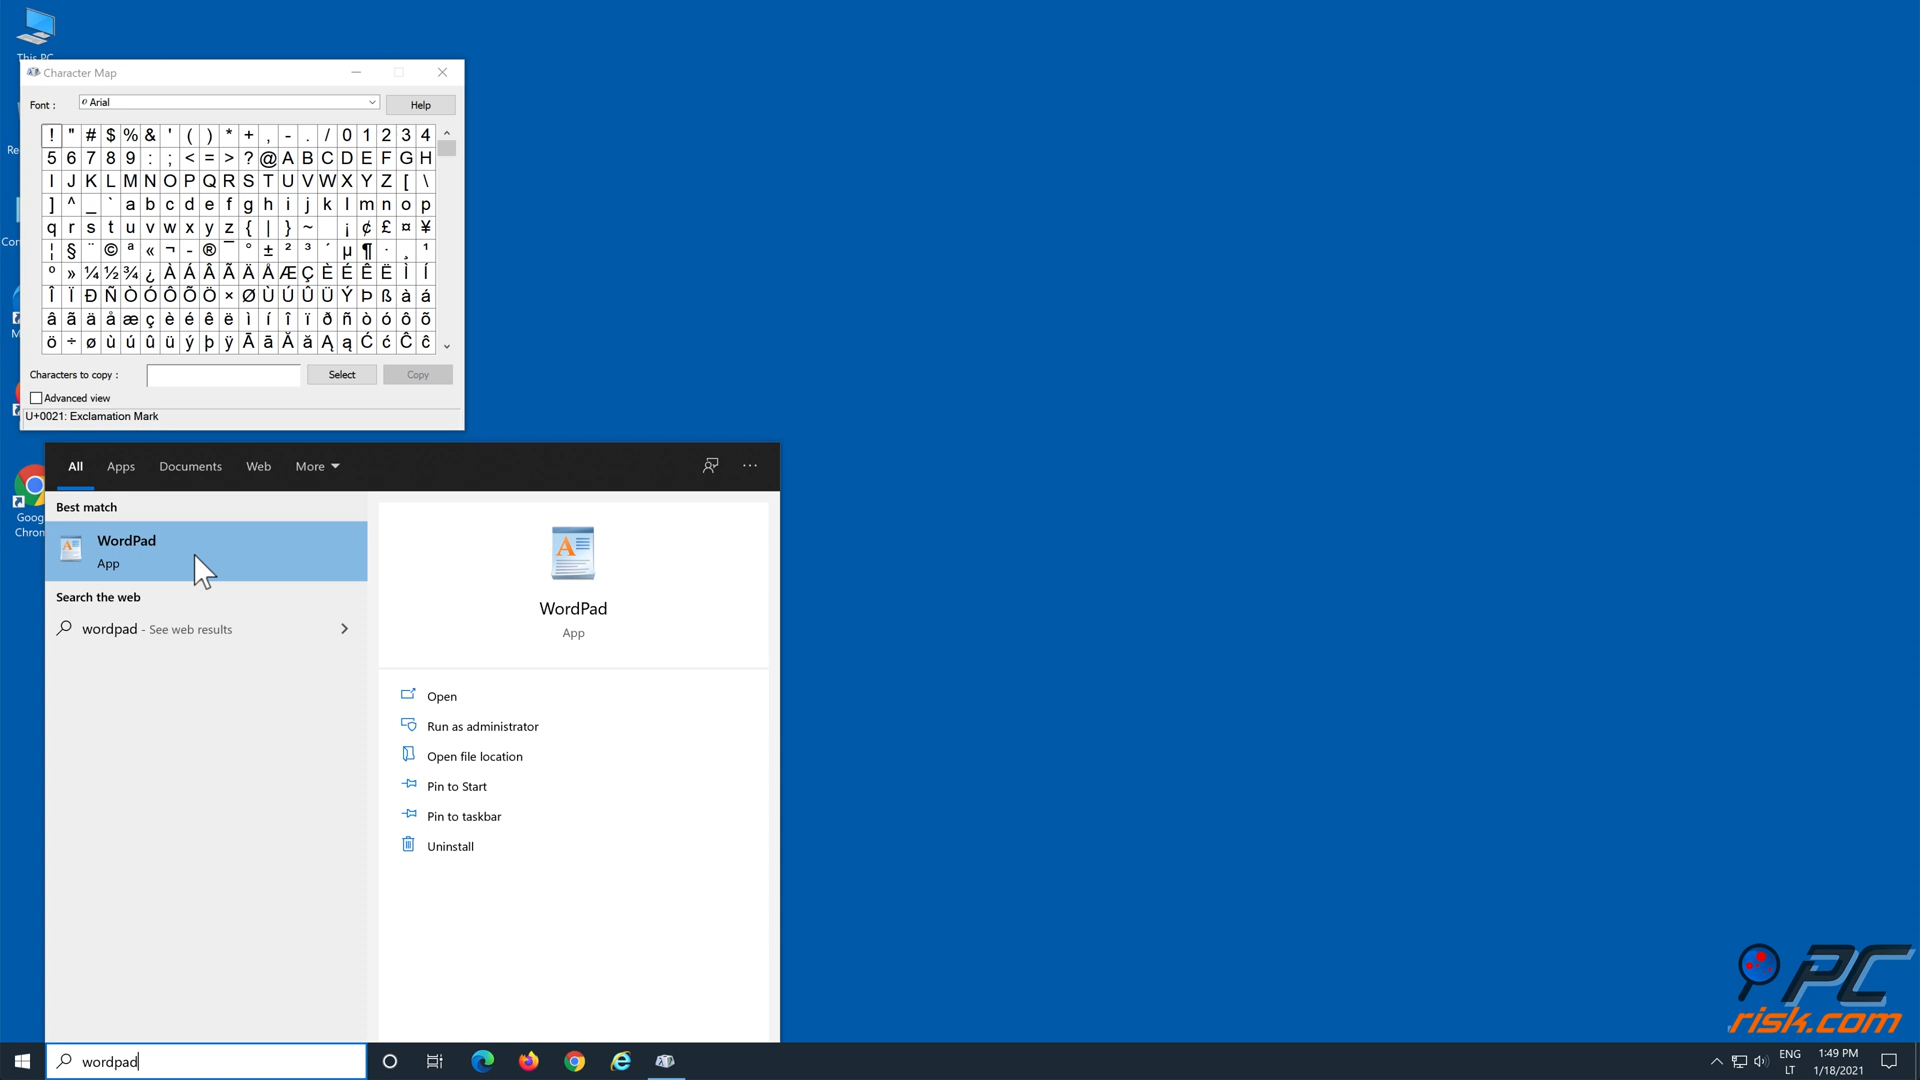 This PC
Character Map
Font :
Arial
Help
! " # $ % & ' ( ) * + , - . / 0 1 2 3 4
5 6 7 8 9 : ; < = > ? @ A B C D E F G H
I J K L M N O P Q R S T U V W X Y Z [ \
] ^ _ ` a b c d e f g h i j k l m n o p
q r s t u v w x y z { | } ~ ¡ ¢ £ ¤ ¥
¦ § ¨ © ª « ¬ - ® ¯ ° ± ² ³ ´ µ ¶ · ¸ ¹
º » ¼ ½ ¾ ¿ À Á Â Ã Ä Å Æ Ç È É Ê Ë Ì Í
Î Ï Ð Ñ Ò Ó Ô Õ Ö × Ø Ù Ú Û Ü Ý Þ ß à á
â ã ä å æ ç è é ê ë ì í î ï ð ñ ò ó ô õ
ö ÷ ø ù ú û ü ý þ ÿ Ā ā Ă ă Ą ą Ć ć Ĉ ĉ
Characters to copy :
Select
Copy
Advanced view
U+0021: Exclamation Mark
Re
Con
M
Goog
Chrom
All Apps Documents Web More
Best match
WordPad
App
Search the web
wordpad - See web results
WordPad
App
Open
Run as administrator
Open file location
Pin to Start
Pin to taskbar
Uninstall
PC
risk.com
wordpad
ENG
LT
1:49 PM
1/18/2021